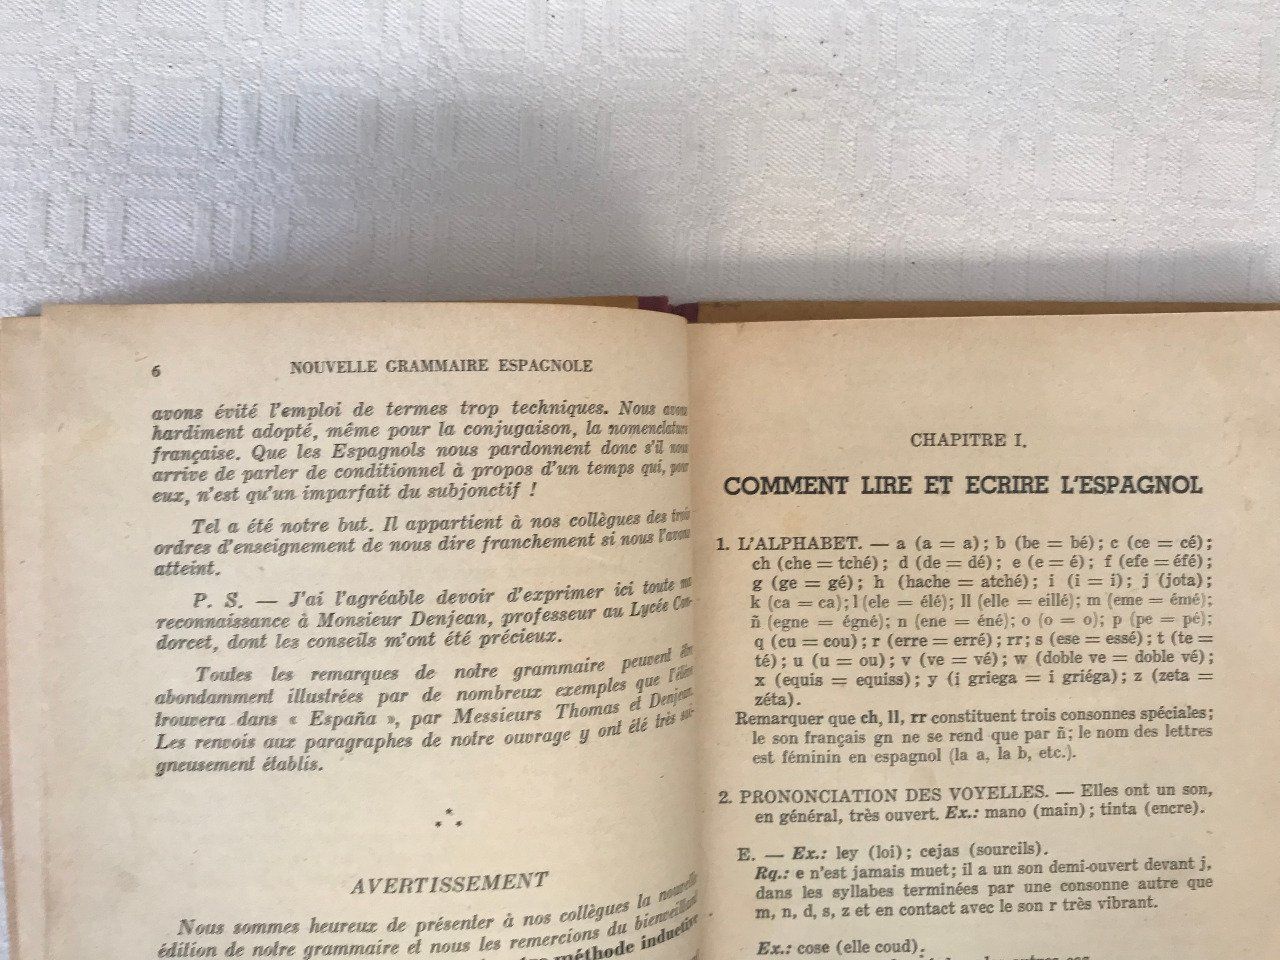 6
NOUVELLE GRAMMAIRE ESPAGNOLE
avons évité l'emploi de termes trop techniques. Nous avons
hardiment adopté, même pour la conjugaison, la nomenclature
française. Que les Espagnols nous pardonnent donc s'il nous
arrive de parler de conditionnel à propos d'un temps qui, pour
eux, n'est qu'un imparfait du subjonctif !
Tel a été notre but. Il appartient à nos collègues des trois
ordres d'enseignement de nous dire franchement si nous l'avons
atteint.
P. S. — J'ai l'agréable devoir d'exprimer ici toute ma
reconnaissance à Monsieur Denjean, professeur au Lycée Con-
dorcet, dont les conseils m'ont été précieux.
Toutes les remarques de notre grammaire peuvent être
abondamment illustrées par de nombreux exemples que l'élève
trouvera dans « España », par Messieurs Thomas et Denjean.
Les renvois aux paragraphes de notre ouvrage y ont été très soi-
gneusement établis.
* * *
AVERTISSEMENT
Nous sommes heureux de présenter à nos collègues la nouvelle
édition de notre grammaire et nous les remercions du bienveillant
méthode inductive
CHAPITRE I.
COMMENT LIRE ET ECRIRE L'ESPAGNOL
1. L'ALPHABET. — a (a = a) ; b (be = bé) ; c (ce = cé) ;
ch (che = tché) ; d (de = dé) ; e (e = é) ; f (efe = éfé) ;
g (ge = gé) ; h (hache = atché) ; i (i = i) ; j (jota) ;
k (ca = ca) ; l (ele = élé) ; ll (elle = eillé) ; m (eme = émé) ;
ñ (egne = égné) ; n (ene = éné) ; o (o = o) ; p (pe = pé) ;
q (cu = cou) ; r (erre = erré) ; rr ; s (ese = essé) ; t (te =
té) ; u (u = ou) ; v (ve = vé) ; w (doble ve = doble vé) ;
x (equis = equiss) ; y (i griega = i griéga) ; z (zeta =
zéta).
Remarquer que ch, ll, rr constituent trois consonnes spéciales ;
le son français gn ne se rend que par ñ ; le nom des lettres
est féminin en espagnol (la a, la b, etc.).
2. PRONONCIATION DES VOYELLES. — Elles ont un son,
en général, très ouvert. Ex.: mano (main) ; tinta (encre).
E. — Ex.: ley (loi) ; cejas (sourcils).
Rq.: e n'est jamais muet ; il a un son demi-ouvert devant j,
dans les syllabes terminées par une consonne autre que
m, n, d, s, z et en contact avec le son r très vibrant.
Ex.: cose (elle coud).